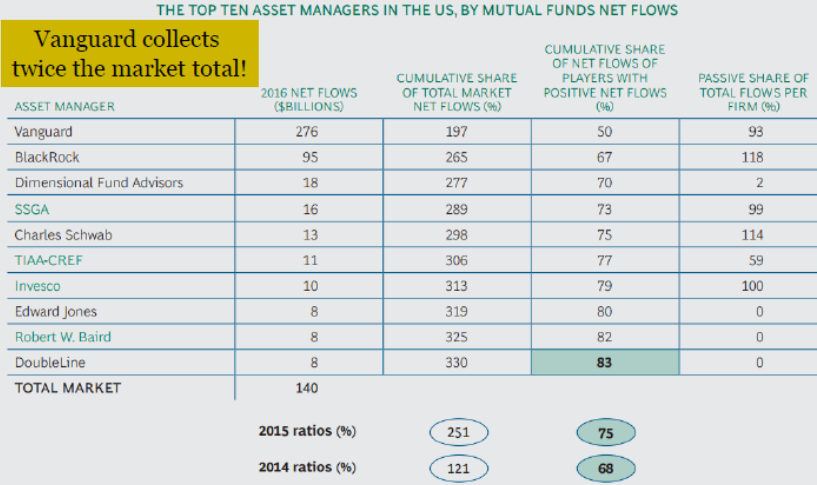 THE TOP TEN ASSET MANAGERS IN THE US, BY MUTUAL FUNDS NET FLOWS
Vanguard collects
twice the market total!
ASSET MANAGER
2016 NET FLOWS
($BILLIONS)
CUMULATIVE SHARE
OF TOTAL MARKET
NET FLOWS (%)
CUMULATIVE SHARE
OF NET FLOWS OF
PLAYERS WITH
POSITIVE NET FLOWS
(%)
PASSIVE SHARE OF
TOTAL FLOWS PER
FIRM (%)
Vanguard 276 197 50 93
BlackRock 95 265 67 118
Dimensional Fund Advisors 18 277 70 2
SSGA 16 289 73 99
Charles Schwab 13 298 75 114
TIAA-CREF 11 306 77 59
Invesco 10 313 79 100
Edward Jones 8 319 80 0
Robert W. Baird 8 325 82 0
DoubleLine 8 330 83 0
TOTAL MARKET 140
2015 ratios (%) 251 75
2014 ratios (%) 121 68